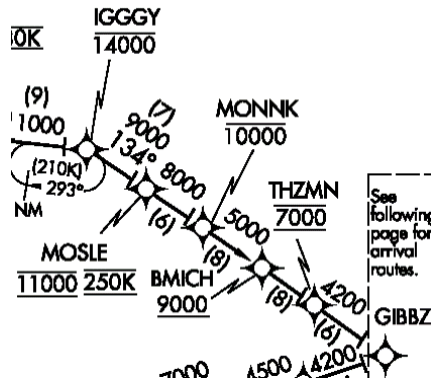 IGGGY
14000
0K
(9)
1000
(7)
9000
134° 8000
MONNK
10000
(210K)
293°
NM
(6)
THZMN
7000
See
following
page for
arrival
routes.
MOSLE
11000 250K
(8)
5000
BMICH
9000
(8)
4200
(6)
GIBBZ
7000
4500
4200